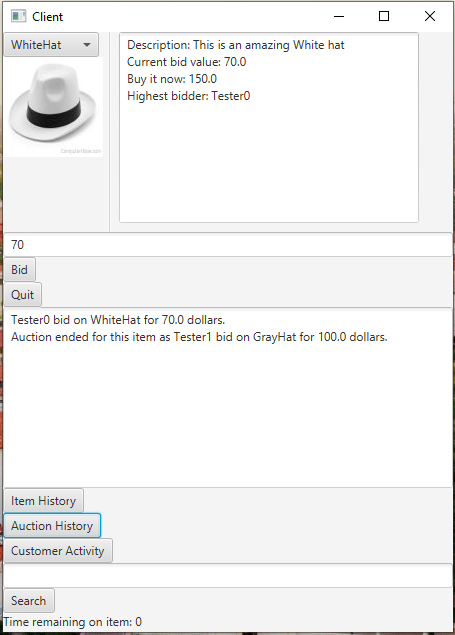 Client
WhiteHat
Description: This is an amazing White hat
Current bid value: 70.0
Buy it now: 150.0
Highest bidder: Tester0
70
Bid
Quit
Tester0 bid on WhiteHat for 70.0 dollars.
Auction ended for this item as Tester1 bid on GrayHat for 100.0 dollars.
Item History
Auction History
Customer Activity
Search
Time remaining on item: 0